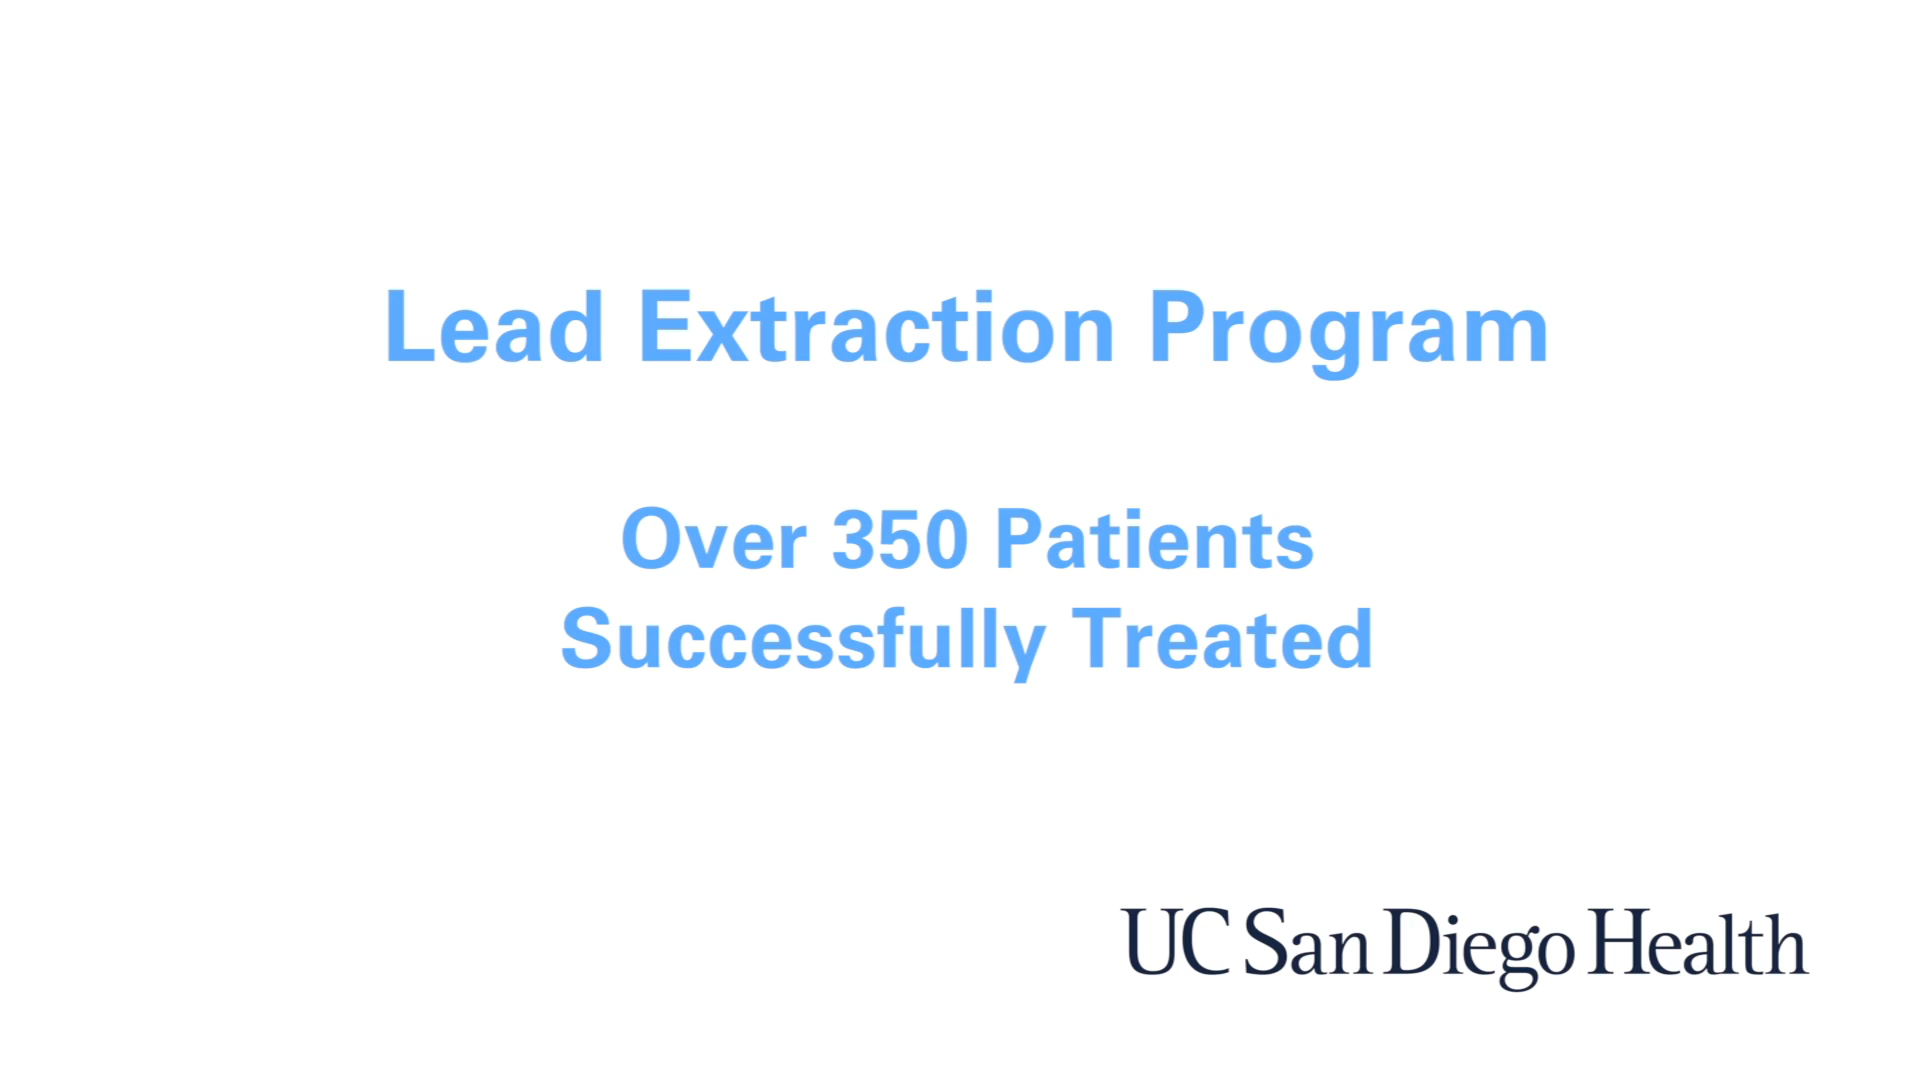 Lead Extraction Program
Over 350 Patients
Successfully Treated
UC San Diego Health